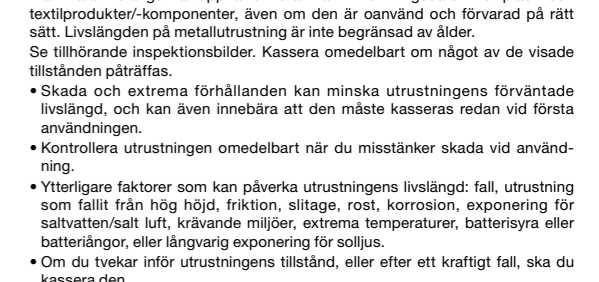 textilprodukter/-komponenter, även om den är oanvänd och förvarad på rätt
sätt. Livslängden på metallutrustning är inte begränsad av ålder.
Se tillhörande inspektionsbilder. Kassera omedelbart om något av de visade
tillstånden påträffas.
• Skada och extrema förhållanden kan minska utrustningens förväntade
livslängd, och kan även innebära att den måste kasseras redan vid första
användningen.
• Kontrollera utrustningen omedelbart när du misstänker skada vid använd-
ning.
• Ytterligare faktorer som kan påverka utrustningens livslängd: fall, utrustning
som fallit från hög höjd, friktion, slitage, rost, korrosion, exponering för
saltvatten/salt luft, krävande miljöer, extrema temperaturer, batterisyra eller
batteriångor, eller långvarig exponering för solljus.
• Om du tvekar inför utrustningens tillstånd, eller efter ett kraftigt fall, ska du
kassera den